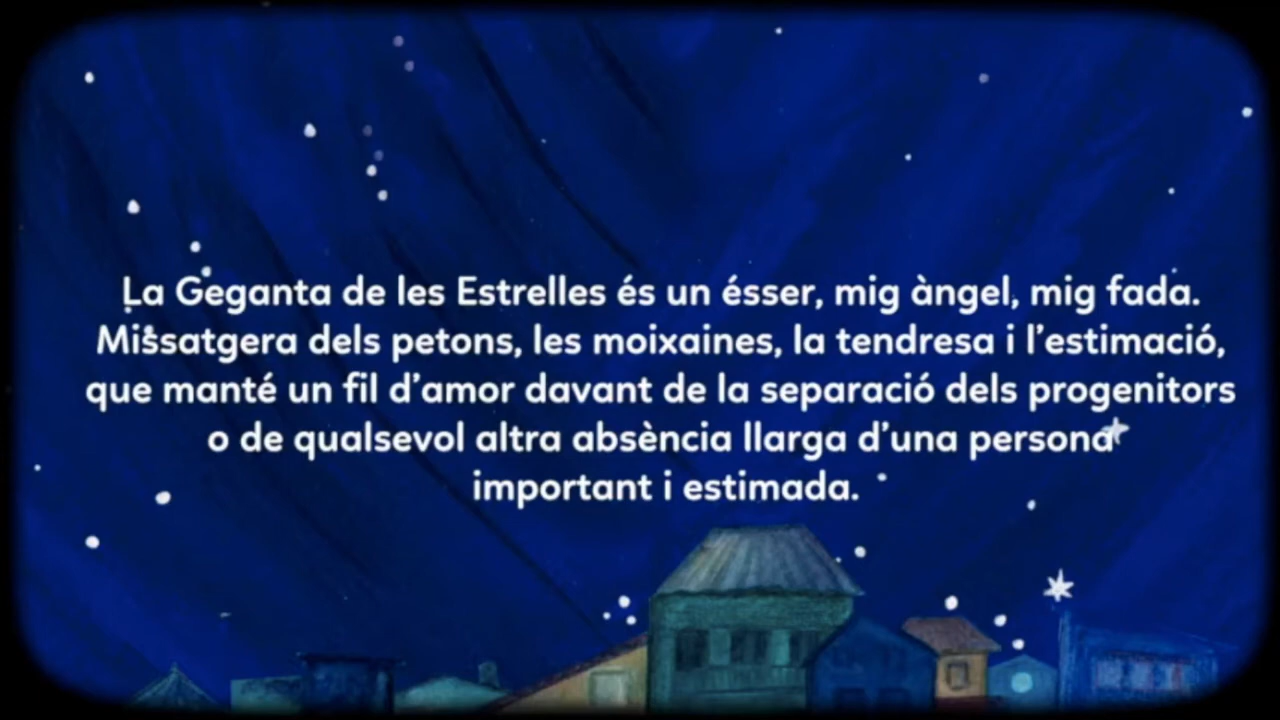 La Geganta de les Estrelles és un ésser, mig àngel, mig fada.
Missatgera dels petons, les moixaines, la tendresa i l'estimació,
que manté un fil d'amor davant de la separació dels progenitors
o de qualsevol altra absència llarga d'una persona
important i estimada.